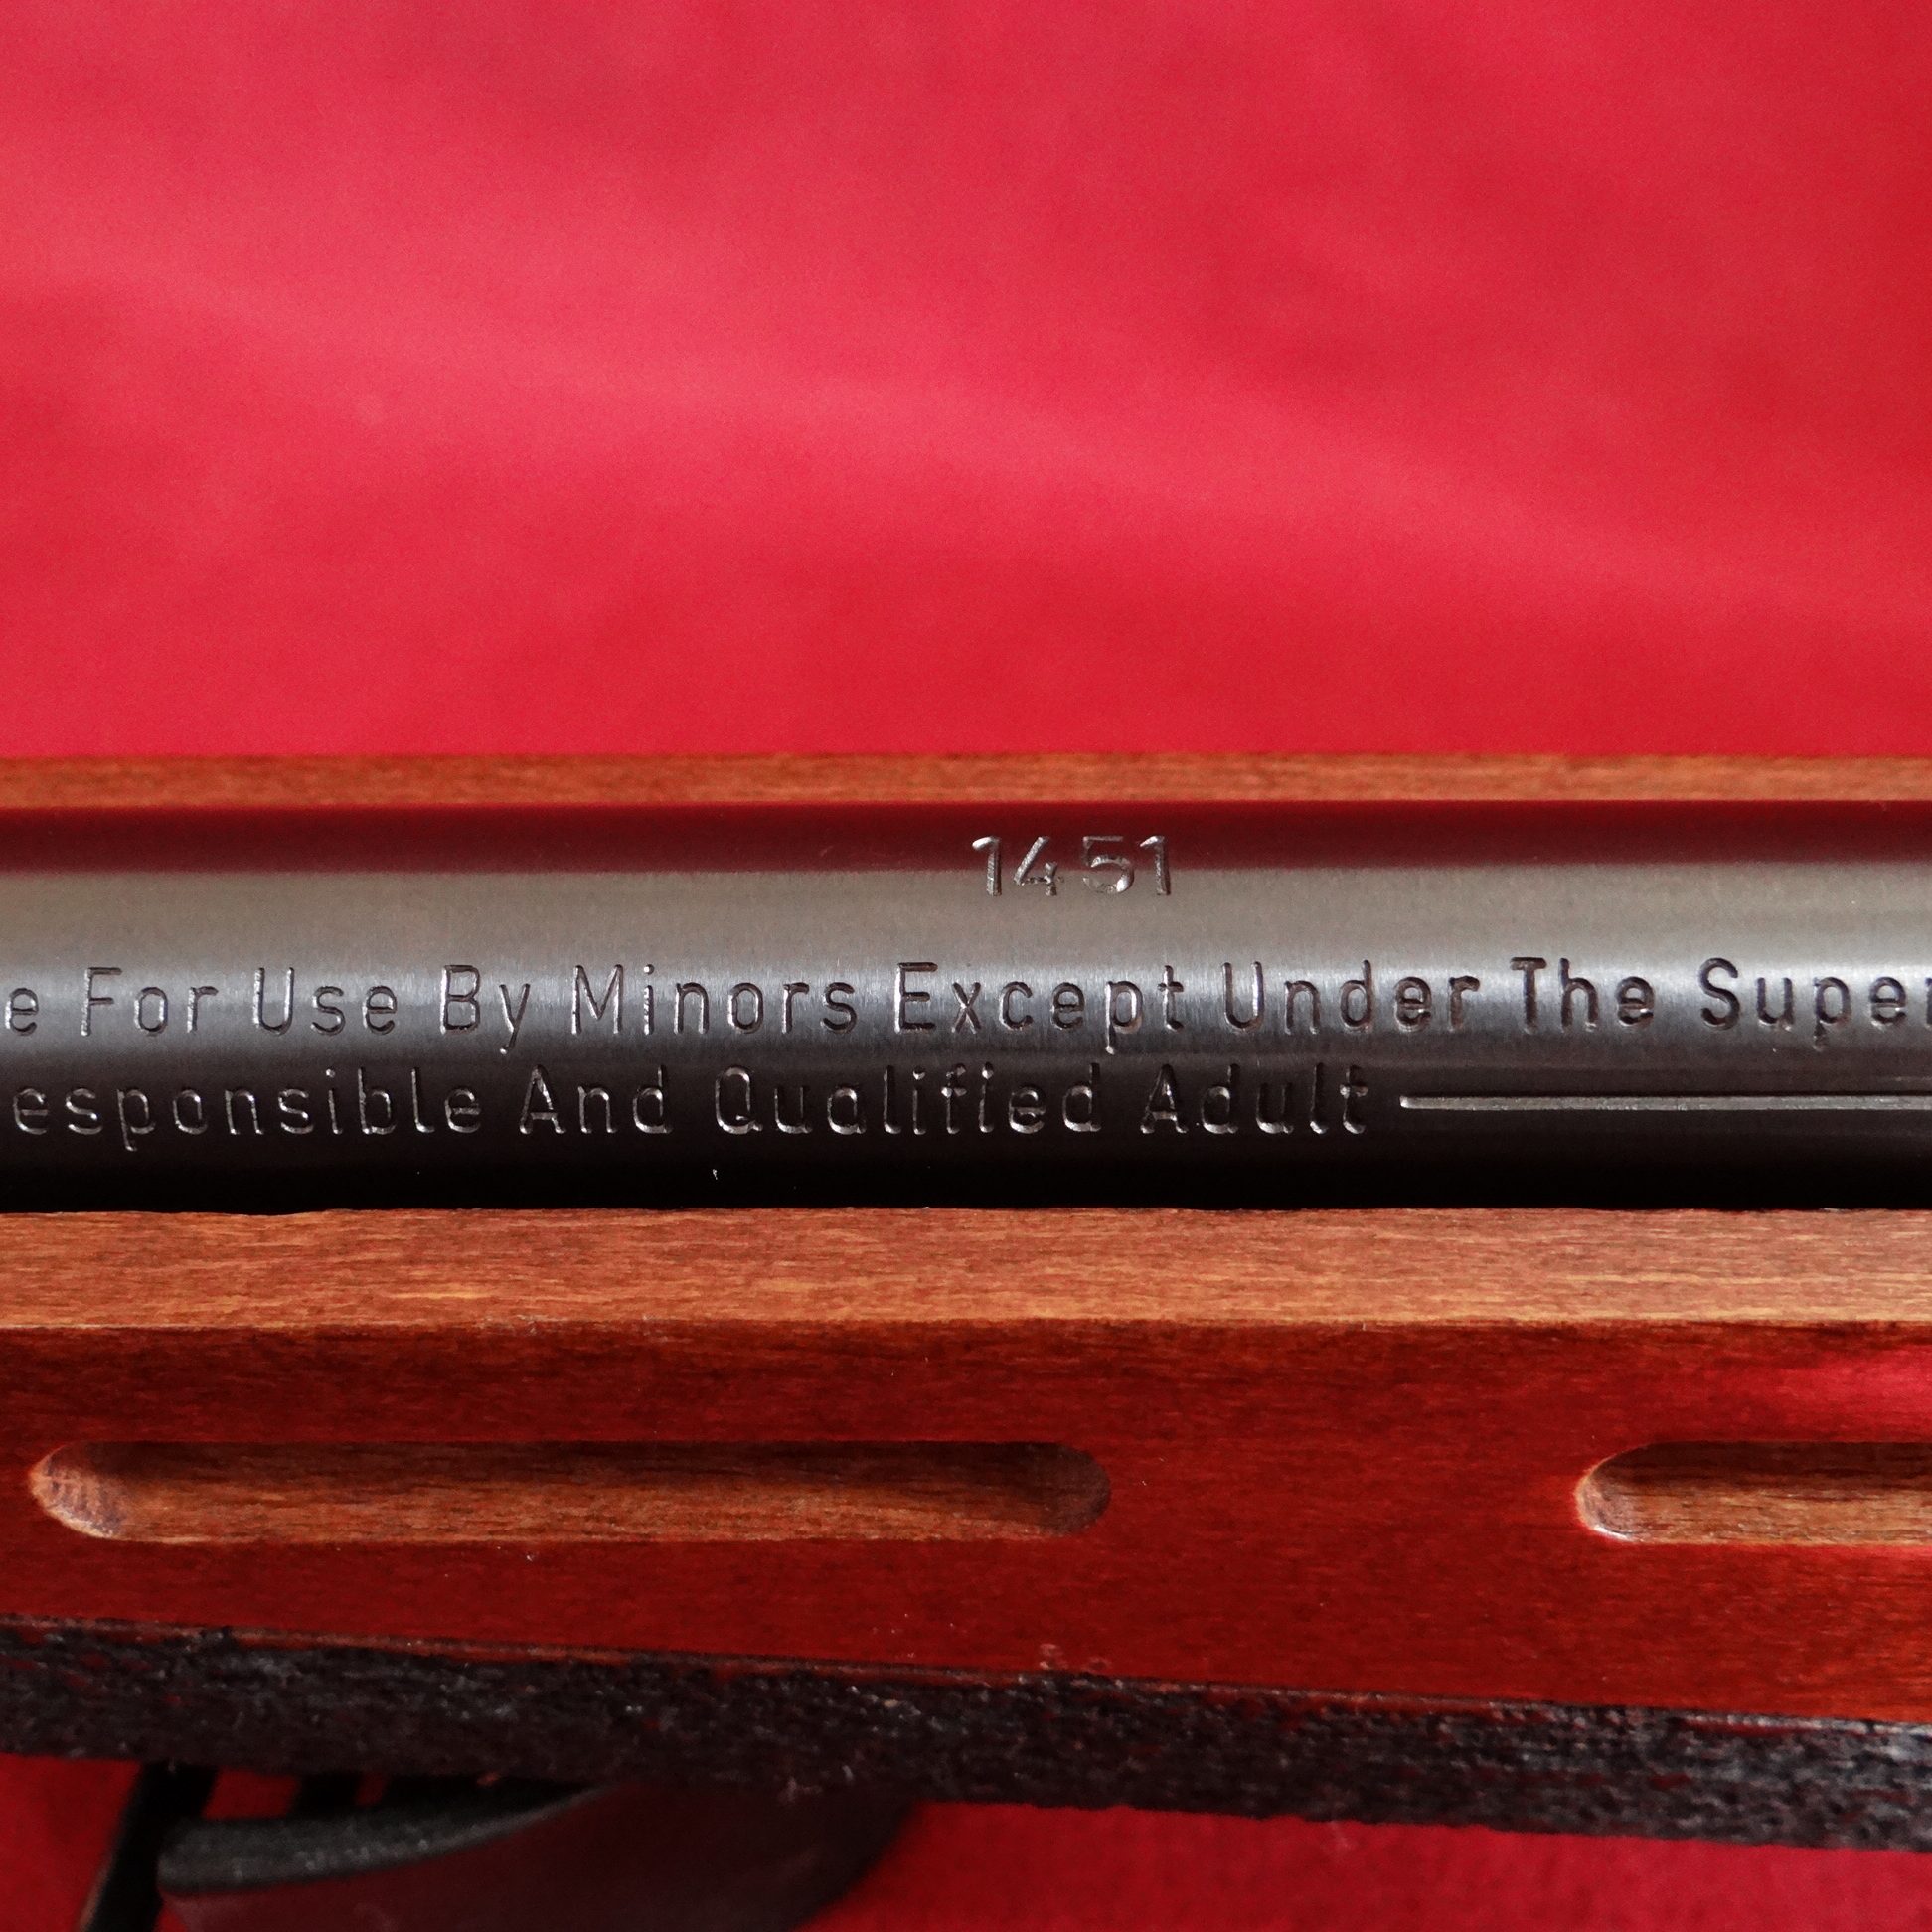 1451
e For Use By Minors Except Under The Super
esponsible And Qualified Adult